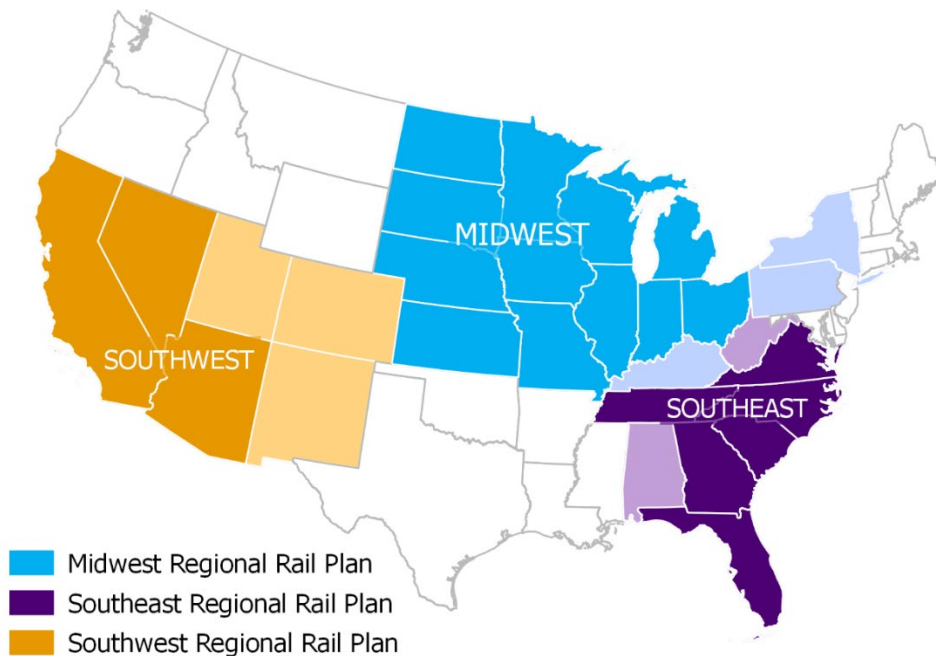 MIDWEST
SOUTHWEST
SOUTHEAST
Midwest Regional Rail Plan
Southeast Regional Rail Plan
Southwest Regional Rail Plan